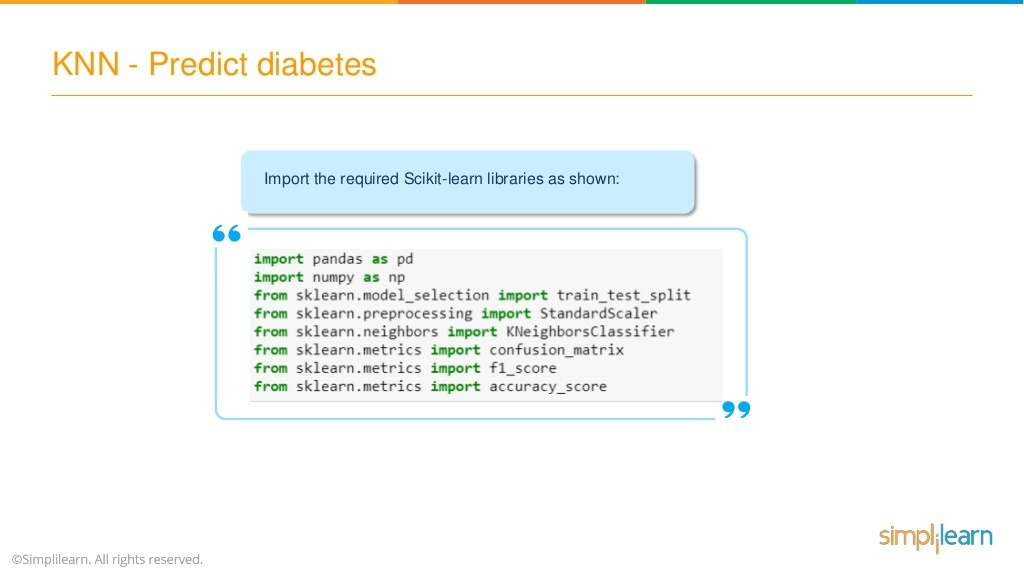 KNN - Predict diabetes
Import the required Scikit-learn libraries as shown:
“
import pandas as pd
import numpy as np
from sklearn.model_selection import train_test_split
from sklearn.preprocessing import StandardScaler
from sklearn.neighbors import KNeighborsClassifier
from sklearn.metrics import confusion_matrix
from sklearn.metrics import f1_score
from sklearn.metrics import accuracy_score
”
simplilearn
©Simplilearn. All rights reserved.